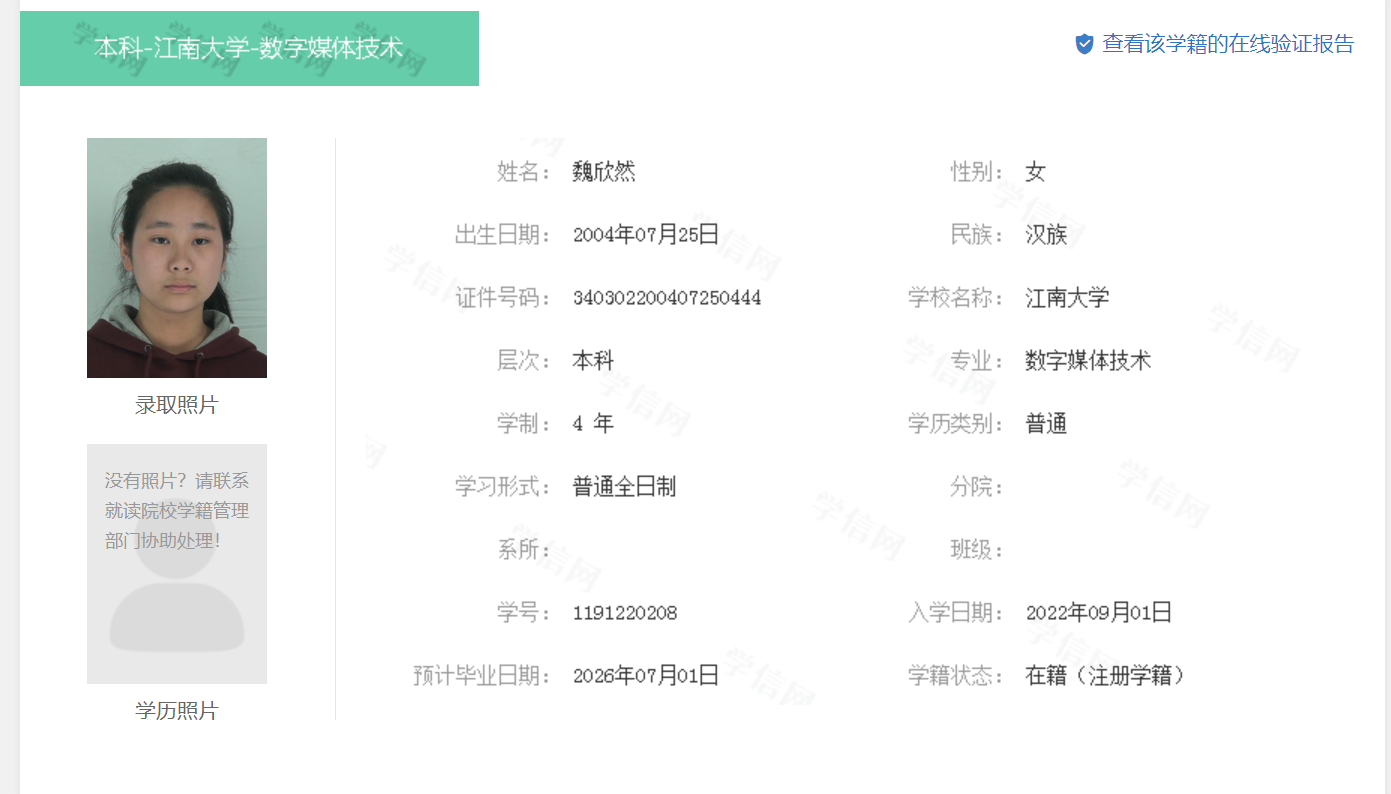 本科-江南大学-数字媒体技术
查看该学籍的在线验证报告
姓名： 魏欣然 性别： 女
出生日期： 2004年07月25日 民族： 汉族
证件号码： 340302200407250444 学校名称： 江南大学
层次： 本科 专业： 数字媒体技术
录取照片
学制： 4 年 学历类别： 普通
没有照片？请联系
就读院校学籍管理
部门协助处理！
学习形式： 普通全日制 分院：
系所： 班级：
学号： 1191220208 入学日期： 2022年09月01日
预计毕业日期： 2026年07月01日 学籍状态： 在籍（注册学籍）
学历照片
学信网